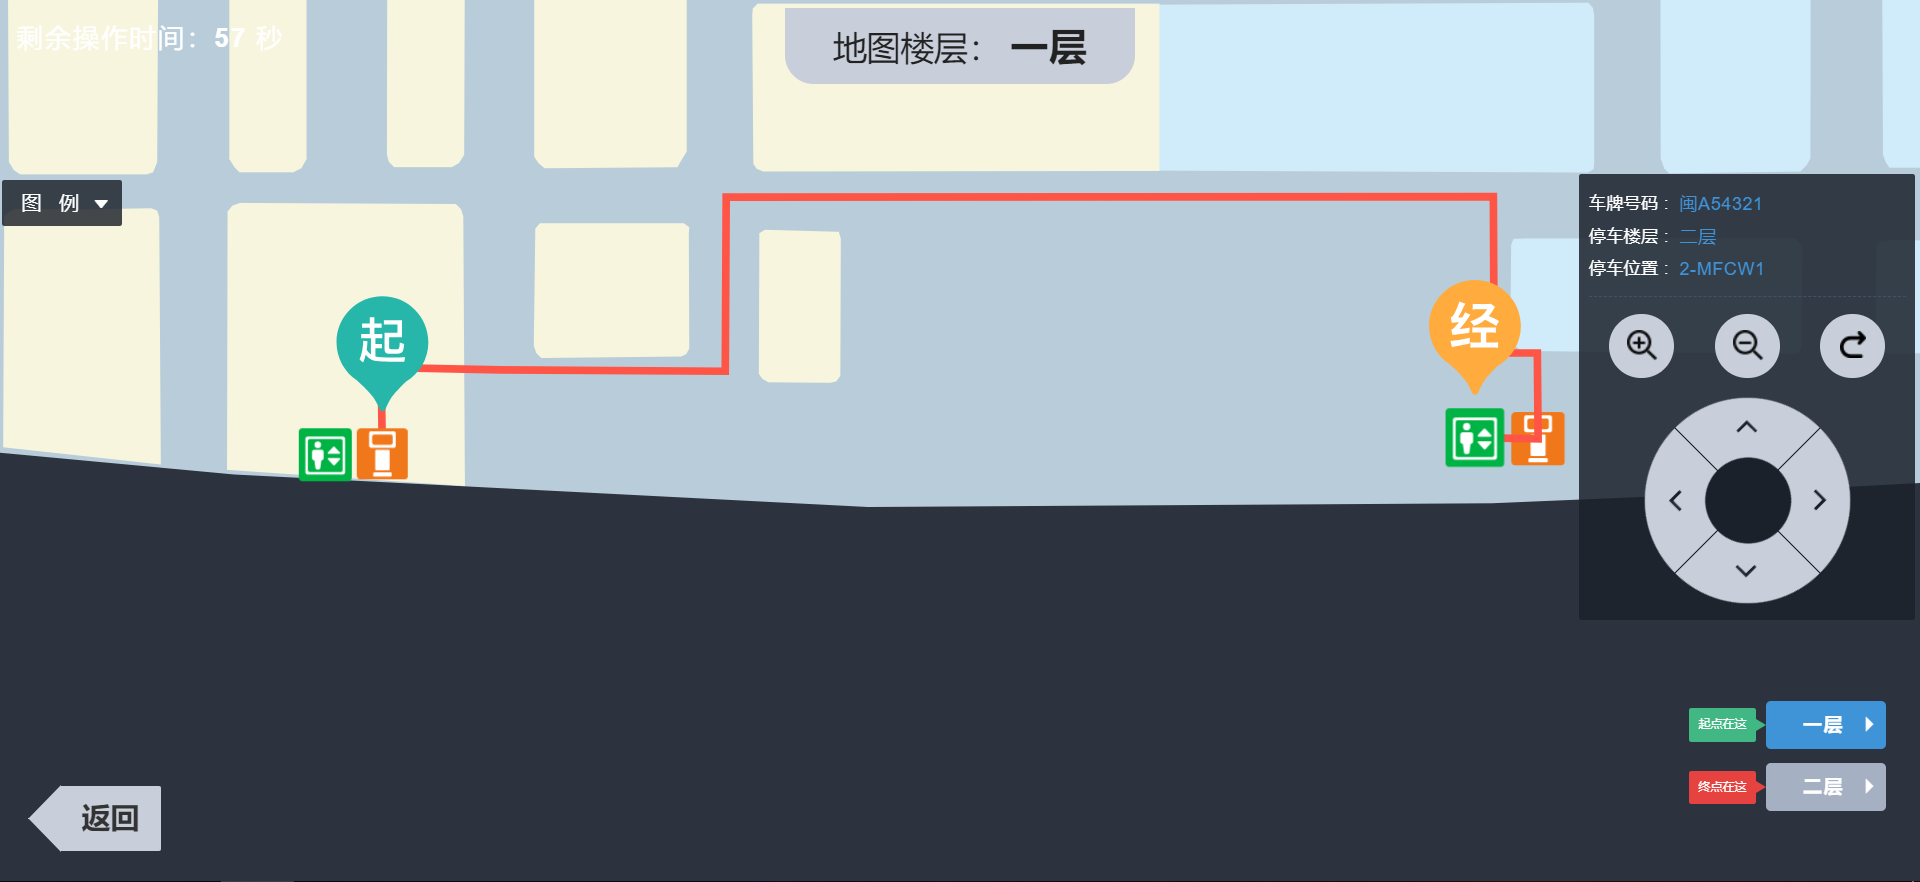 剩余操作时间：57 秒
地图楼层： 一层
图 例
车牌号码： 闽A54321
停车楼层： 二层
停车位置： 2-MFCW1
起
经
起点在这
一层
终点在这
二层
返回